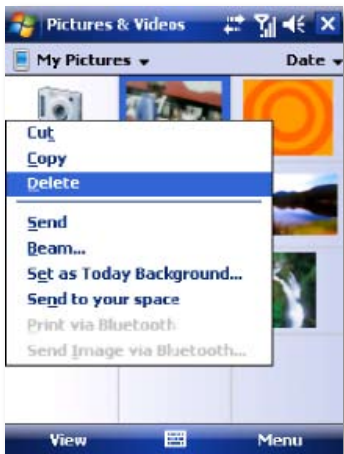 Pictures & Videos
My Pictures
Date
Cut
Copy
Delete
Send
Beam...
Set as Today Background...
Send to your space
Print via Bluetooth
Send Image via Bluetooth...
View
Menu